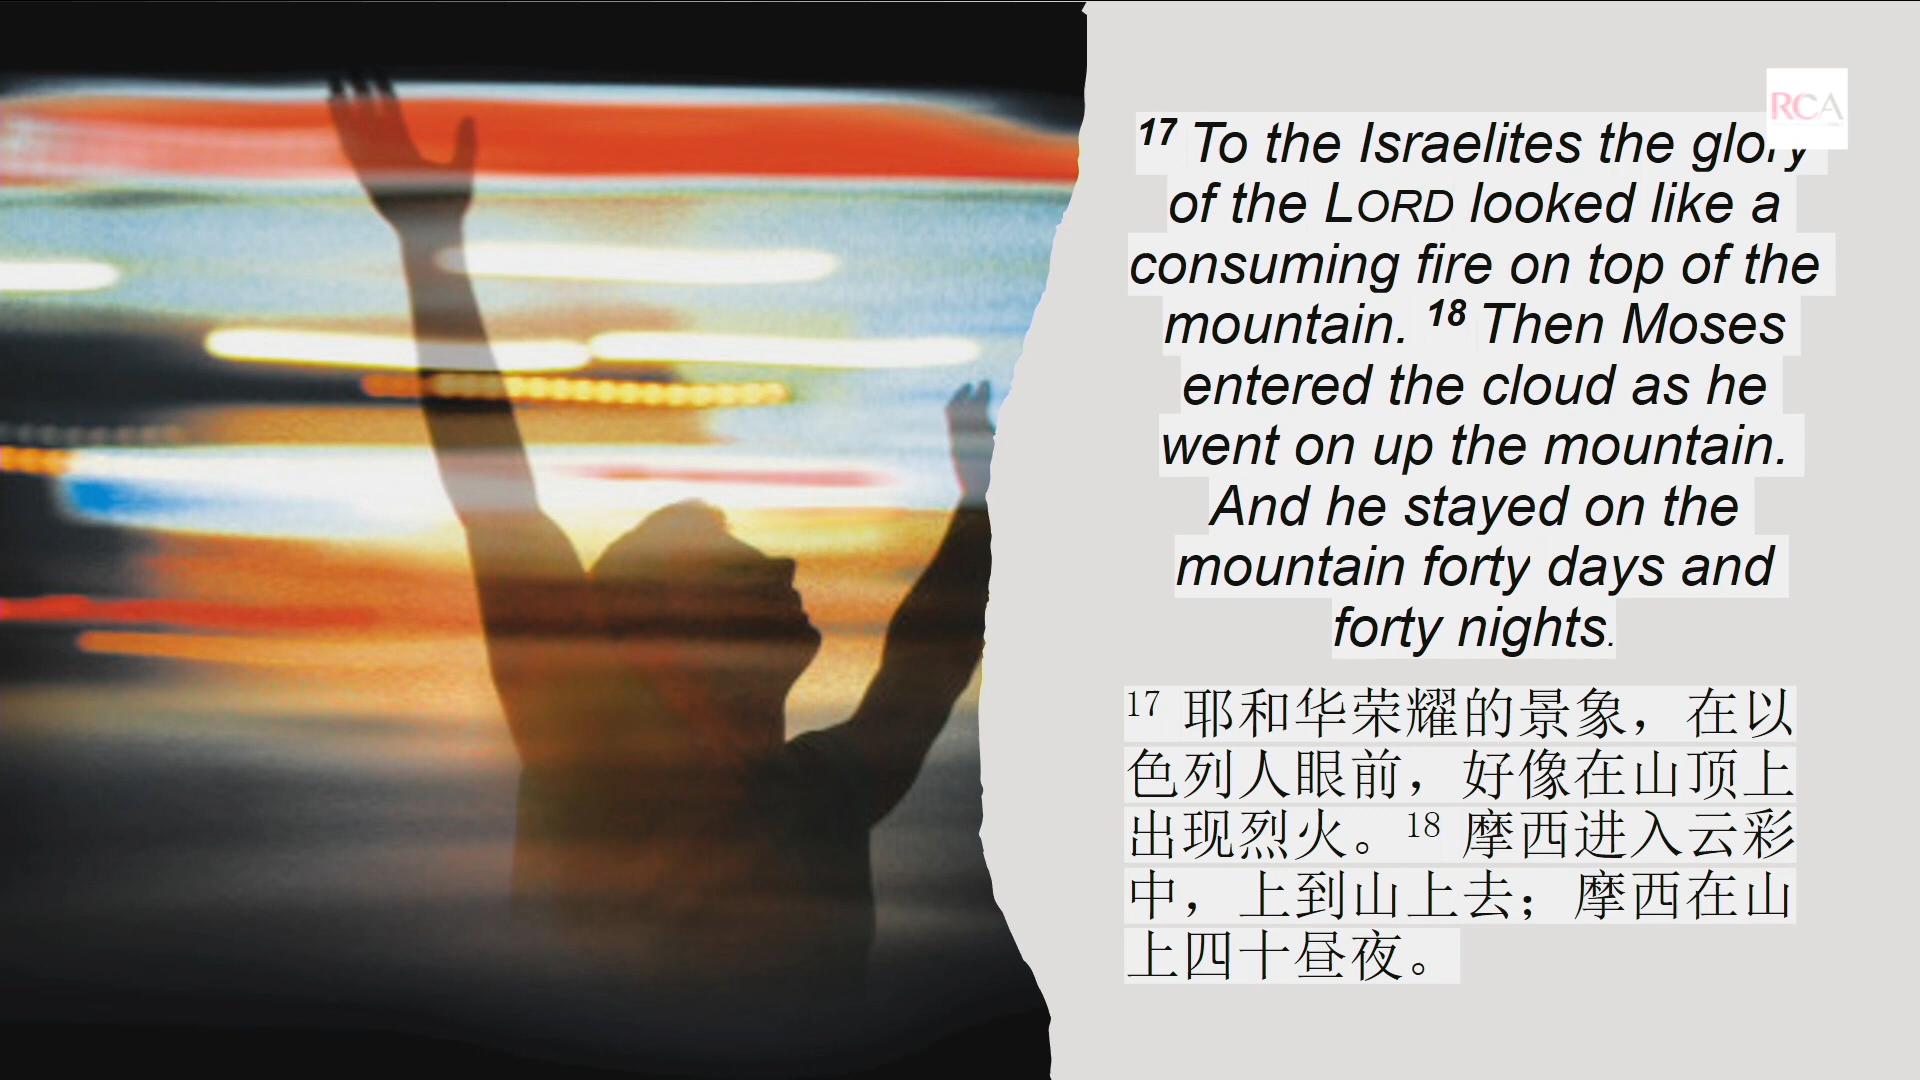 RCA
17 To the Israelites the glory
of the LORD looked like a
consuming fire on top of the
mountain. 18 Then Moses
entered the cloud as he
went on up the mountain.
And he stayed on the
mountain forty days and
forty nights.
17 耶和华荣耀的景象，在以
色列人眼前，好像在山顶上
出现烈火。18 摩西进入云彩
中，上到山上去；摩西在山
上四十昼夜。